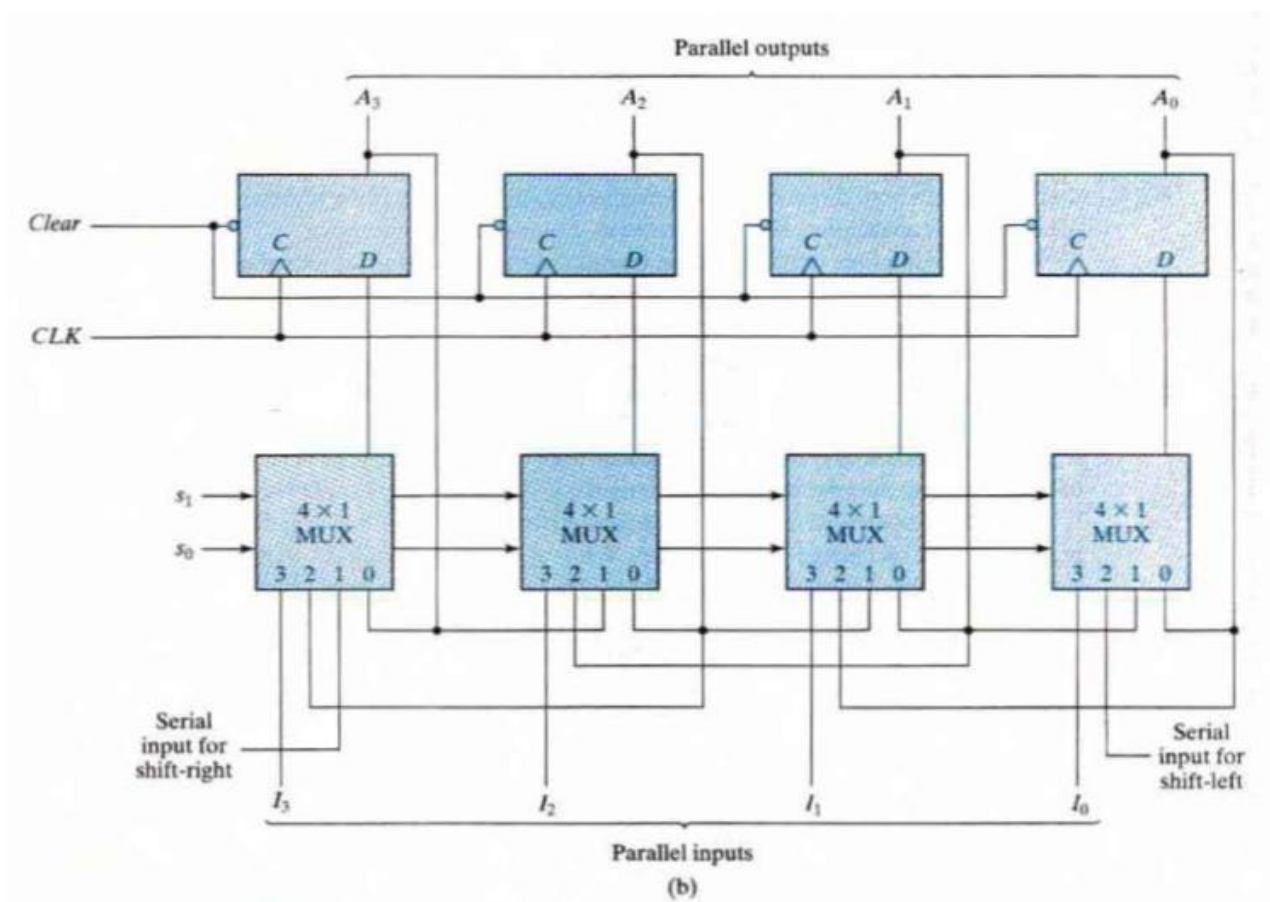 Parallel outputs
A₃ A₂ A₁ A₀
Clear
C D C D C D C D
CLK
s₁
s₀
4 × 1 4 × 1 4 × 1 4 × 1
MUX MUX MUX MUX
3 2 1 0 3 2 1 0 3 2 1 0 3 2 1 0
Serial
input for
shift-right
Serial
input for
shift-left
I₃ I₂ I₁ I₀
Parallel inputs
(b)